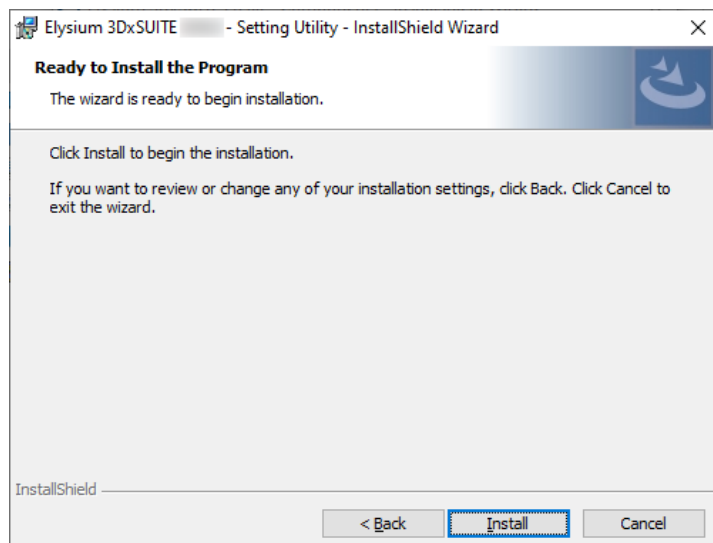 Elysium 3DxSUITE - Setting Utility - InstallShield Wizard
Ready to Install the Program
The wizard is ready to begin installation.
Click Install to begin the installation.
If you want to review or change any of your installation settings, click Back. Click Cancel to
exit the wizard.
InstallShield
< Back Install Cancel